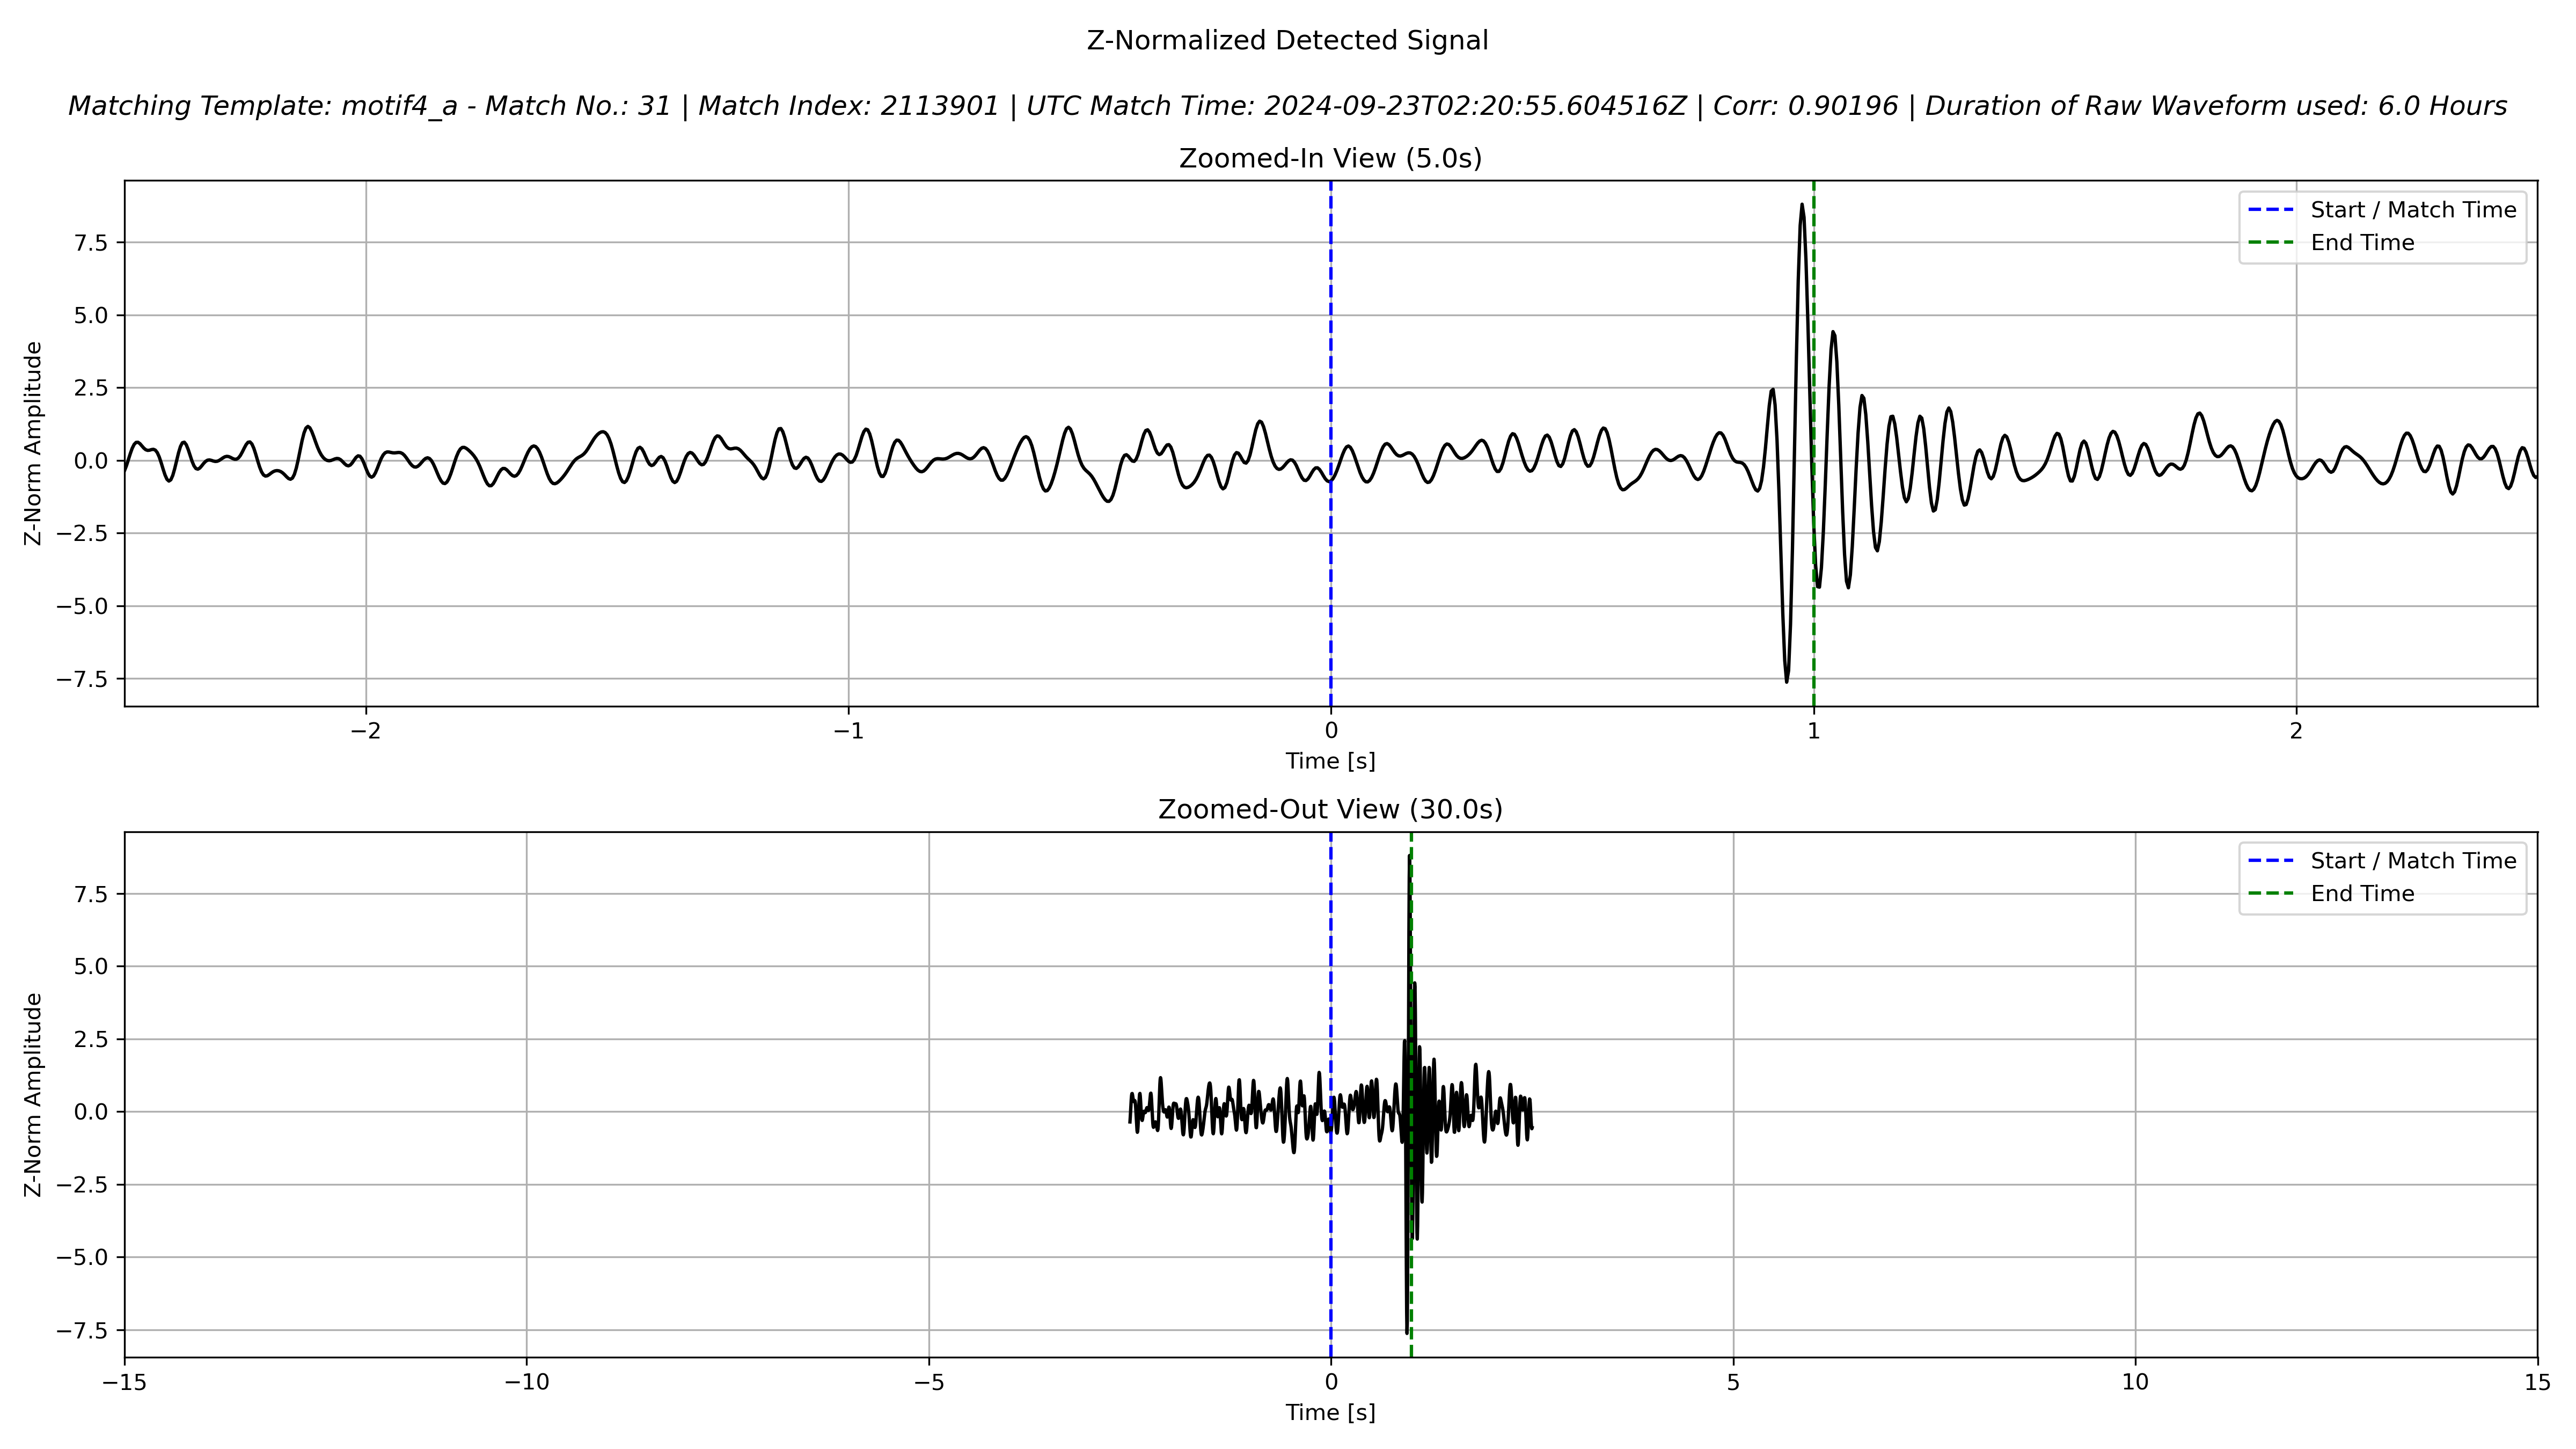 Z-Normalized Detected Signal
Matching Template: motif4_a - Match No.: 31 | Match Index: 2113901 | UTC Match Time: 2024-09-23T02:20:55.604516Z | Corr: 0.90196 | Duration of Raw Waveform used: 6.0 Hours
Zoomed-In View (5.0s)
Start / Match Time
End Time
Z-Norm Amplitude
7.5
5.0
2.5
0.0
−2.5
−5.0
−7.5
−2 −1 0 1 2
Time [s]
Zoomed-Out View (30.0s)
Start / Match Time
End Time
Z-Norm Amplitude
7.5
5.0
2.5
0.0
−2.5
−5.0
−7.5
−15 −10 −5 0 5 10 15
Time [s]